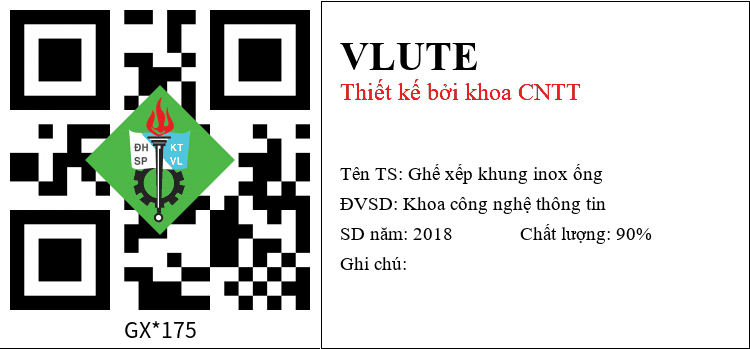 ĐH KT
SP VL
GX*175
VLUTE
Thiết kế bởi khoa CNTT
Tên TS: Ghế xếp khung inox ống
ĐVSD: Khoa công nghệ thông tin
SD năm: 2018 Chất lượng: 90%
Ghi chú: